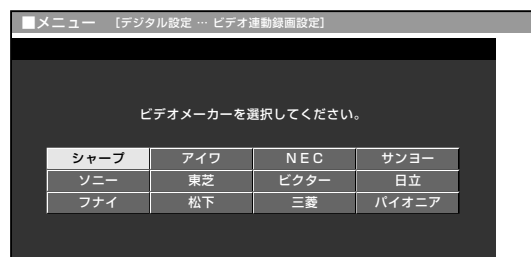 ■メニュー [デジタル設定 … ビデオ連動録画設定]
ビデオメーカーを選択してください。
シャープ アイワ NEC サンヨー
ソニー 東芝 ビクター 日立
フナイ 松下 三菱 パイオニア